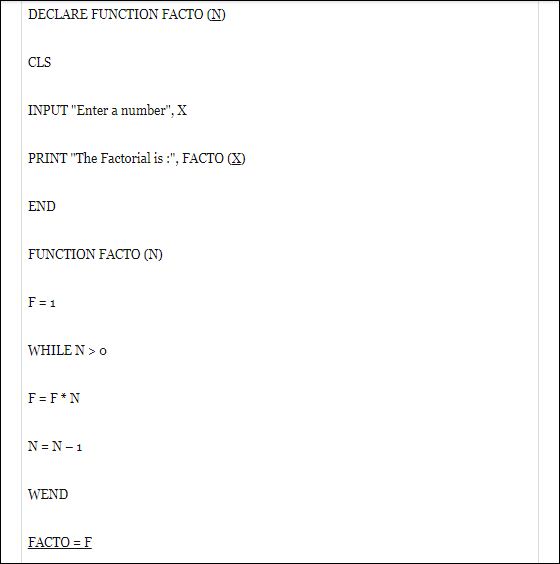 DECLARE FUNCTION FACTO (N)
CLS
INPUT "Enter a number", X
PRINT "The Factorial is :", FACTO (X)
END
FUNCTION FACTO (N)
F = 1
WHILE N > 0
F = F * N
N = N – 1
WEND
FACTO = F